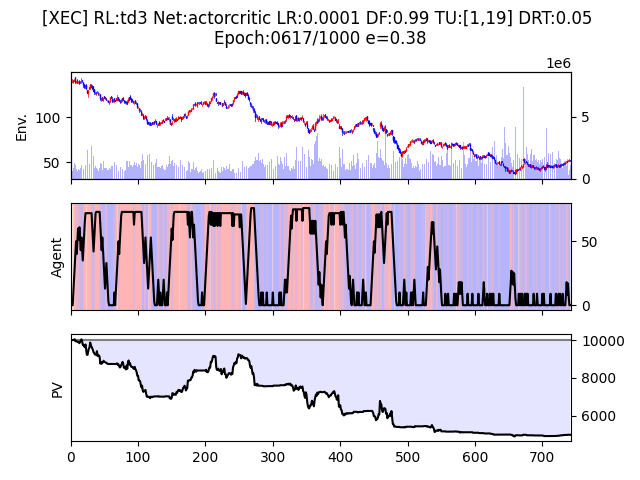 [XEC] RL:td3 Net:actorcritic LR:0.0001 DF:0.99 TU:[1,19] DRT:0.05
Epoch:0617/1000 e=0.38
1e6
Env.
100
50
5
0
Agent
50
0
PV
10000
8000
6000
0 100 200 300 400 500 600 700